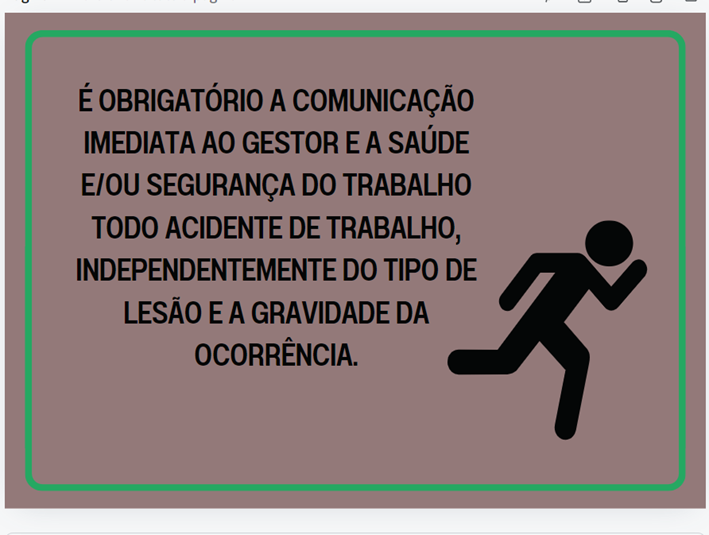 É OBRIGATÓRIO A COMUNICAÇÃO
IMEDIATA AO GESTOR E A SAÚDE
E/OU SEGURANÇA DO TRABALHO
TODO ACIDENTE DE TRABALHO,
INDEPENDENTEMENTE DO TIPO DE
LESÃO E A GRAVIDADE DA
OCORRÊNCIA.